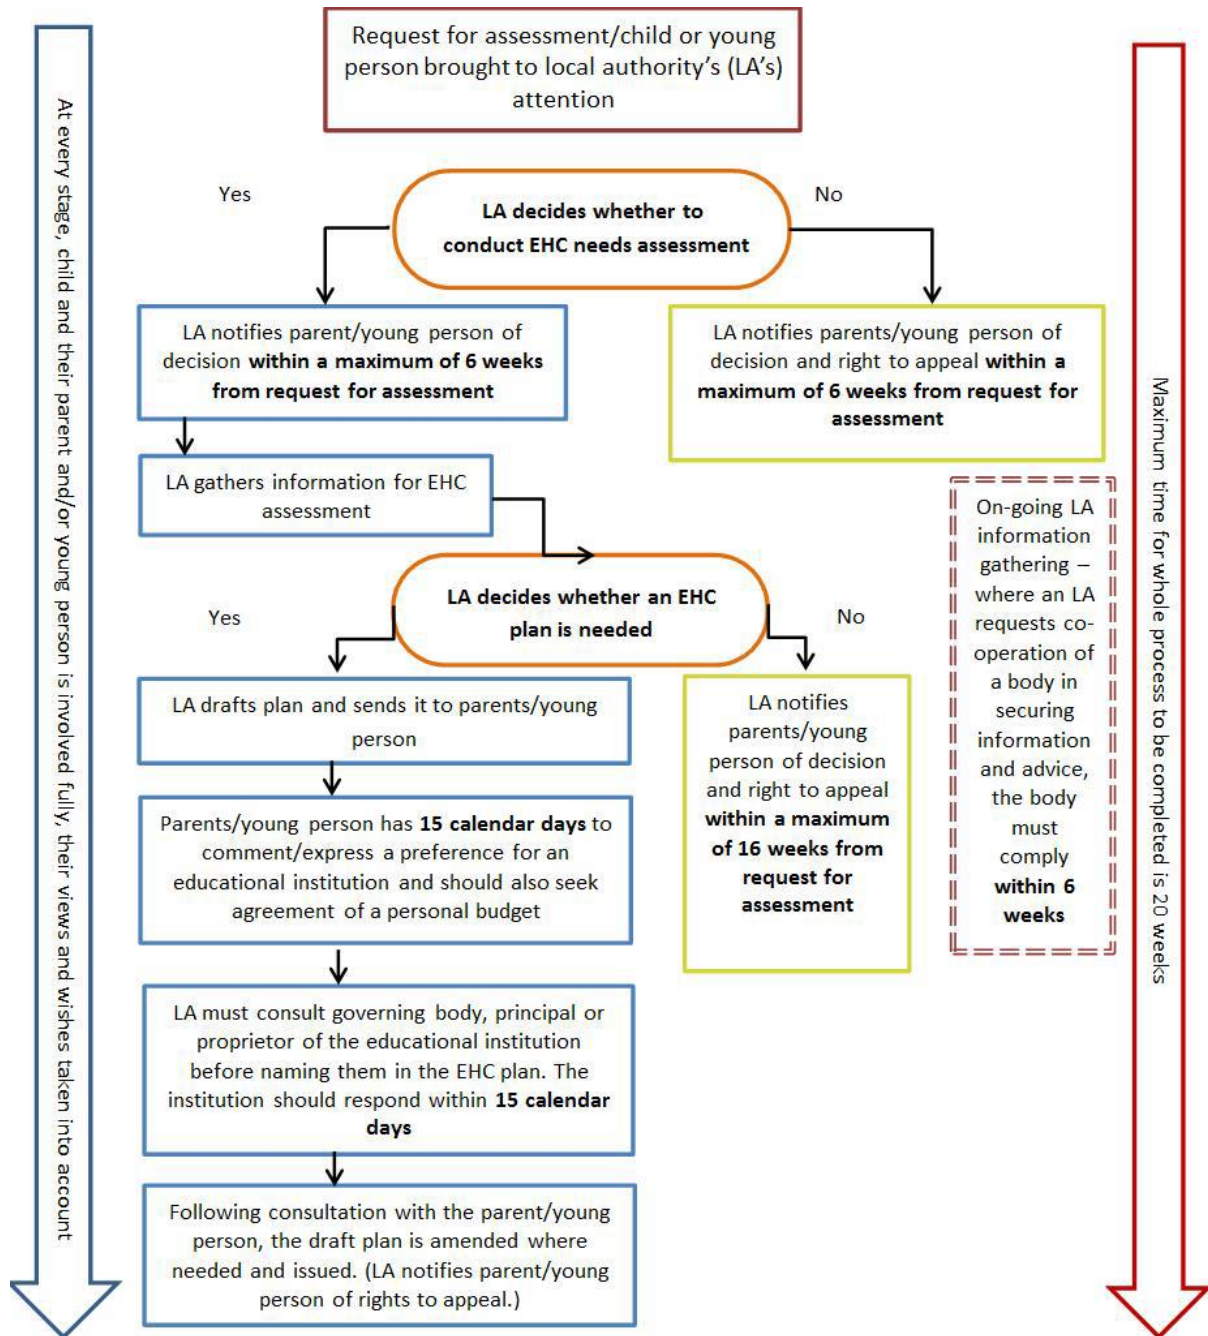 Request for assessment/child or young
person brought to local authority's (LA's)
attention
Yes
No
LA decides whether to
conduct EHC needs assessment
LA notifies parent/young person of
decision within a maximum of 6 weeks
from request for assessment
LA notifies parents/young person of
decision and right to appeal within a
maximum of 6 weeks from request for
assessment
LA gathers information for EHC
assessment
On-going LA
information
gathering –
where an LA
requests co-
operation of
a body in
securing
information
and advice,
the body
must
comply
within 6
weeks
Yes
No
LA decides whether an EHC
plan is needed
LA drafts plan and sends it to parents/young
person
LA notifies
parents/young
person of decision
and right to appeal
within a maximum
of 16 weeks from
request for
assessment
Parents/young person has 15 calendar days to
comment/express a preference for an
educational institution and should also seek
agreement of a personal budget
LA must consult governing body, principal or
proprietor of the educational institution
before naming them in the EHC plan. The
institution should respond within 15 calendar
days
Following consultation with the parent/young
person, the draft plan is amended where
needed and issued. (LA notifies parent/young
person of rights to appeal.)
At every stage, child and their parent and/or young person is involved fully, their views and wishes taken into account
Maximum time for whole process to be completed is 20 weeks